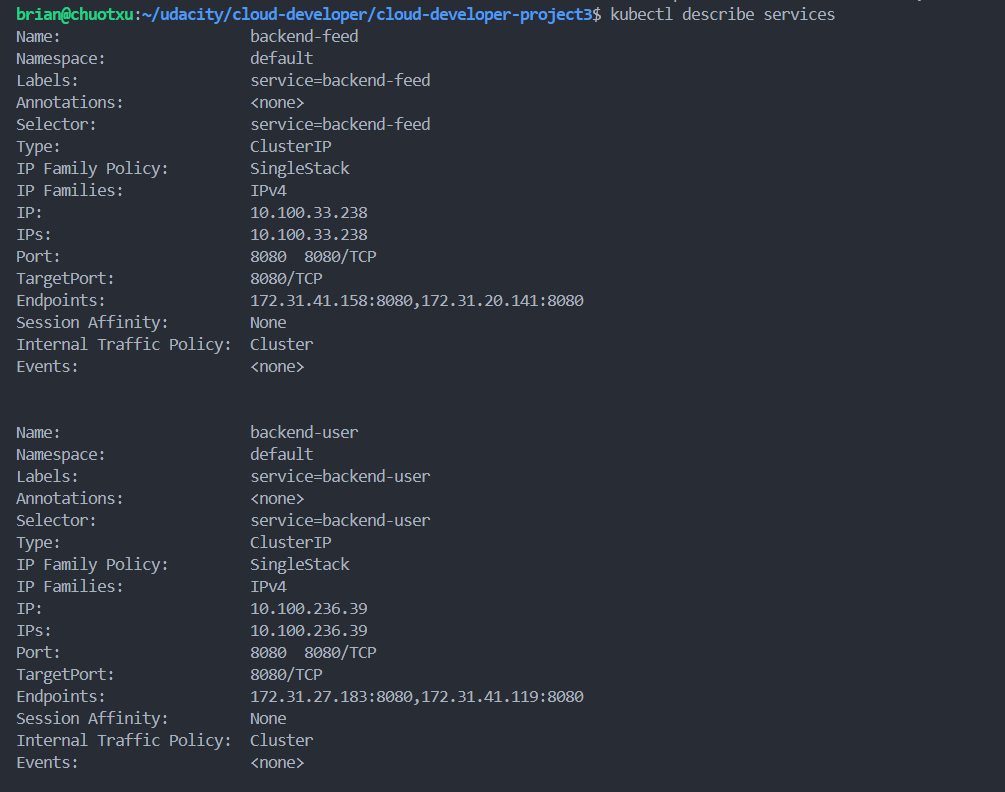 brian@chuotxu:~/udacity/cloud-developer/cloud-developer-project3$ kubectl describe services
Name:                     backend-feed
Namespace:                default
Labels:                   service=backend-feed
Annotations:              <none>
Selector:                 service=backend-feed
Type:                     ClusterIP
IP Family Policy:         SingleStack
IP Families:              IPv4
IP:                       10.100.33.238
IPs:                      10.100.33.238
Port:                     8080  8080/TCP
TargetPort:               8080/TCP
Endpoints:                172.31.41.158:8080,172.31.20.141:8080
Session Affinity:         None
Internal Traffic Policy:  Cluster
Events:                   <none>
Name:                     backend-user
Namespace:                default
Labels:                   service=backend-user
Annotations:              <none>
Selector:                 service=backend-user
Type:                     ClusterIP
IP Family Policy:         SingleStack
IP Families:              IPv4
IP:                       10.100.236.39
IPs:                      10.100.236.39
Port:                     8080  8080/TCP
TargetPort:               8080/TCP
Endpoints:                172.31.27.183:8080,172.31.41.119:8080
Session Affinity:         None
Internal Traffic Policy:  Cluster
Events:                   <none>